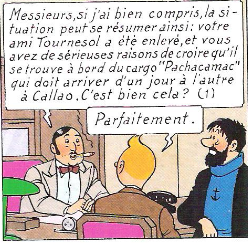 Messieurs, si j'ai bien compris, la si-
tuation peut se résumer ainsi: votre
ami Tournesol a été enlevé, et vous
avez de sérieuses raisons de croire qu'il
se trouve à bord du cargo "Pachacamac"
qui doit arriver d'un jour à l'autre
à Callao. C'est bien cela? (1)
Parfaitement.